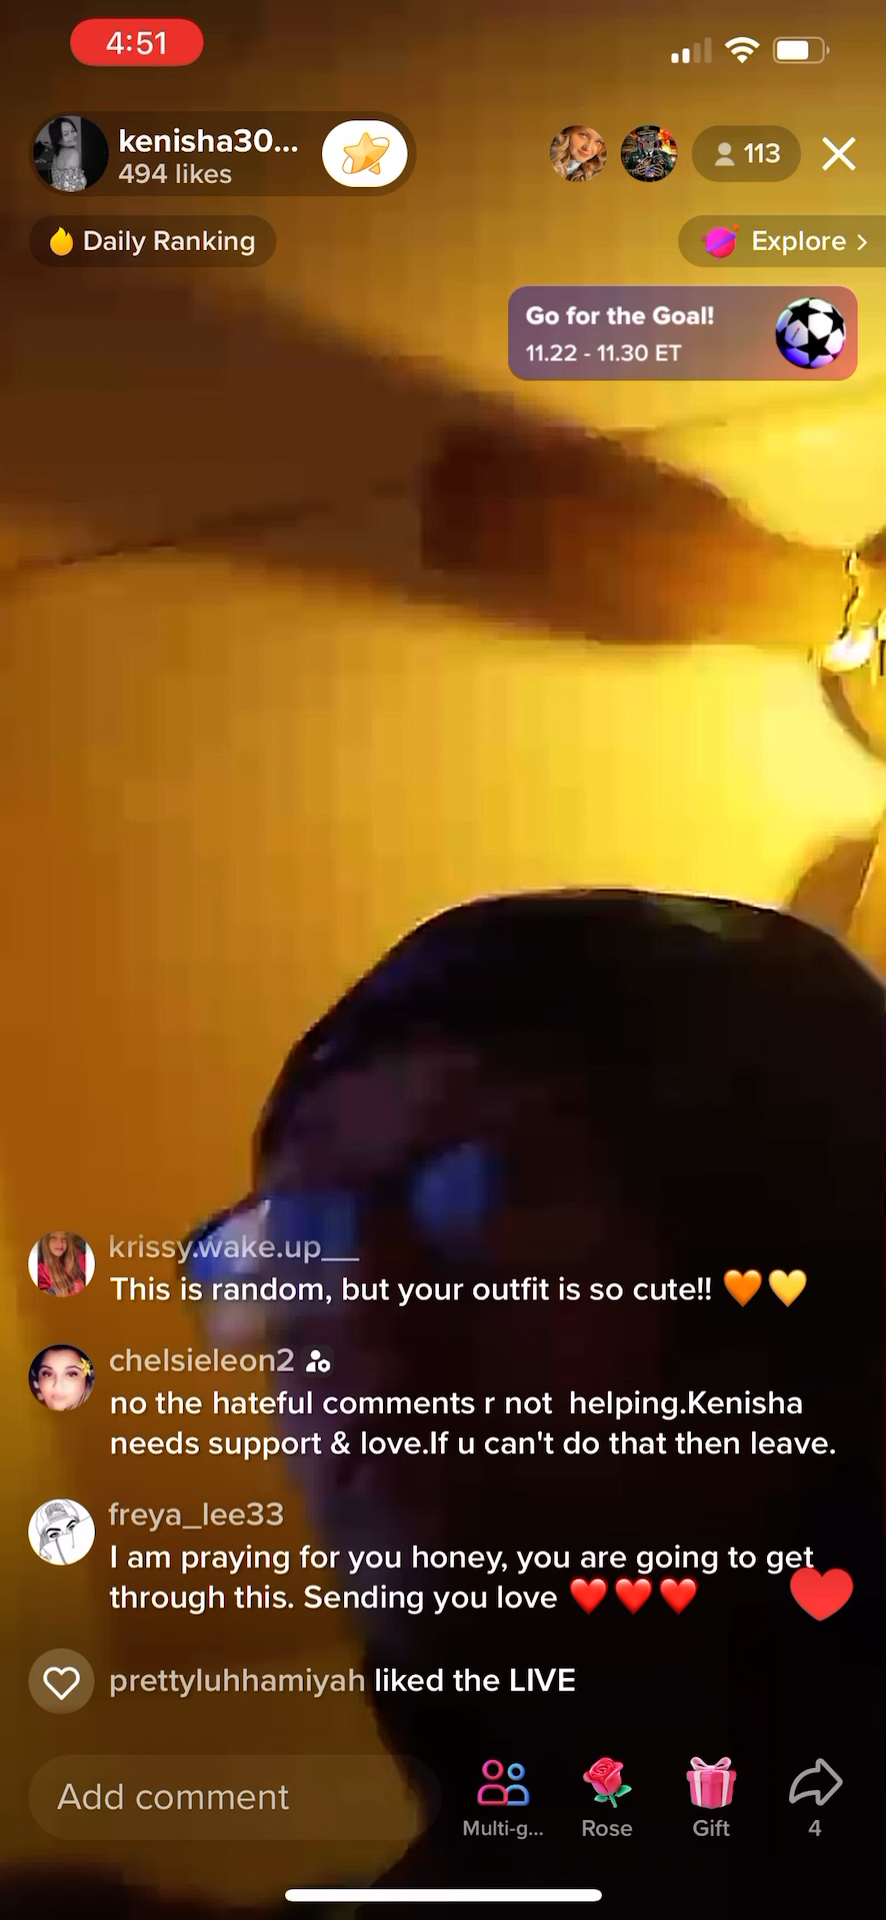 4:51
kenisha30...
494 likes
113
Daily Ranking
Explore >
Go for the Goal!
11.22 - 11.30 ET
krissy.wake.up__
This is random, but your outfit is so cute!! 🧡💛
chelsieleon2
no the hateful comments r not  helping.Kenisha
needs support & love.If u can't do that then leave.
freya_lee33
I am praying for you honey, you are going to get
through this. Sending you love ❤️❤️❤️
prettyluhhamiyah liked the LIVE
Add comment
Multi-g...
Rose
Gift
4